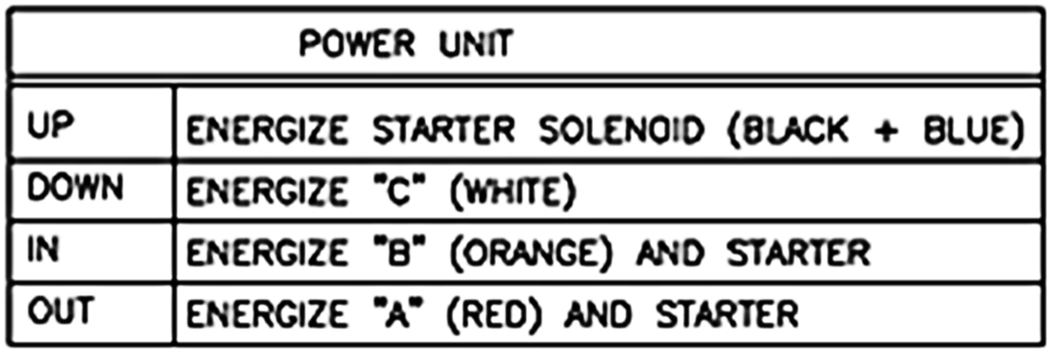 POWER UNIT
UP ENERGIZE STARTER SOLENOID (BLACK + BLUE)
DOWN ENERGIZE "C" (WHITE)
IN ENERGIZE "B" (ORANGE) AND STARTER
OUT ENERGIZE "A" (RED) AND STARTER